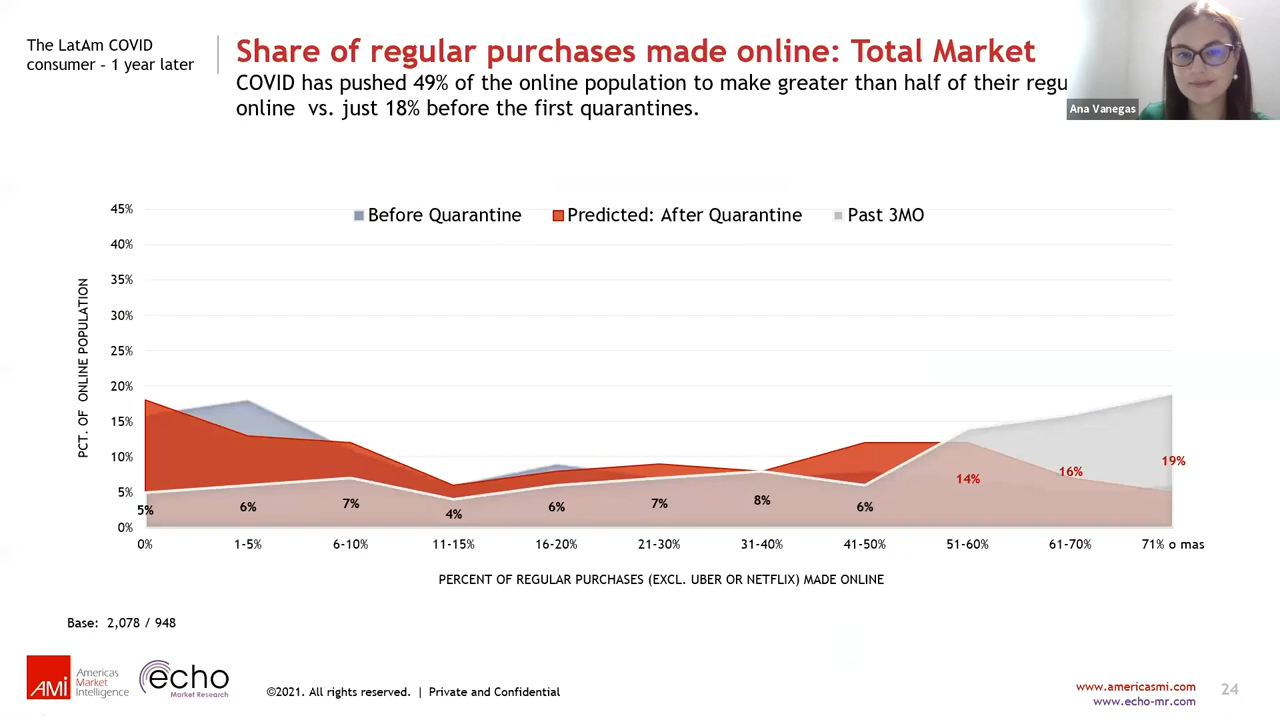 The LatAm COVID
consumer – 1 year later
Share of regular purchases made online: Total Market
COVID has pushed 49% of the online population to make greater than half of their regu
online vs. just 18% before the first quarantines.
Ana Vanegas
Before Quarantine
Predicted: After Quarantine
Past 3MO
PCT. OF ONLINE POPULATION
45%
40%
35%
30%
25%
20%
15%
10%
5%
0%
5%
6%
7%
4%
6%
7%
8%
6%
14%
16%
19%
0%
1-5%
6-10%
11-15%
16-20%
21-30%
31-40%
41-50%
51-60%
61-70%
71% o mas
PERCENT OF REGULAR PURCHASES (EXCL. UBER OR NETFLIX) MADE ONLINE
Base: 2,078 / 948
AMI
Americas
Market
Intelligence
echo
Market Research
©2021. All rights reserved. | Private and Confidential
www.americasmi.com
www.echo-mr.com
24